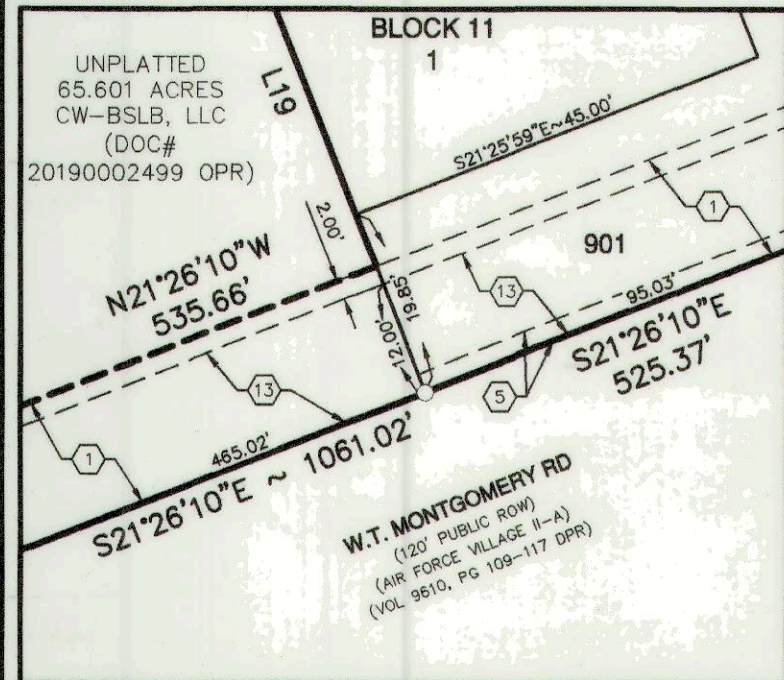 BLOCK 11
1
UNPLATTED
65.601 ACRES
CW-BSLB, LLC
(DOC#
20190002499 OPR)
L19
S21°25'59"E~45.00'
2.00'
1
901
N21°26'10"W
535.66'
13
19.85'
95.03'
12.00'
S21°26'10"E
525.37'
13
5
1
465.02'
S21°26'10"E ~ 1061.02'
W.T. MONTGOMERY RD
(120' PUBLIC ROW)
(AIR FORCE VILLAGE II-A)
(VOL 9610, PG 109-117 DPR)